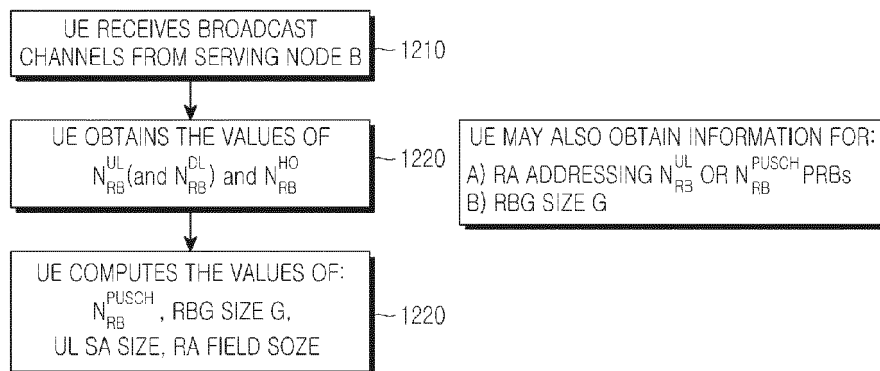 UE RECEIVES BROADCAST
CHANNELS FROM SERVING NODE B
1210
UE OBTAINS THE VALUES OF
N_RB^UL (and N_RB^DL) and N_RB^HO
1220
UE MAY ALSO OBTAIN INFORMATION FOR:
A) RA ADDRESSING N_RB^UL OR N_RB^PUSCH PRBs
B) RBG SIZE G
UE COMPUTES THE VALUES OF:
N_RB^PUSCH, RBG SIZE G,
UL SA SIZE, RA FIELD SOZE
1220